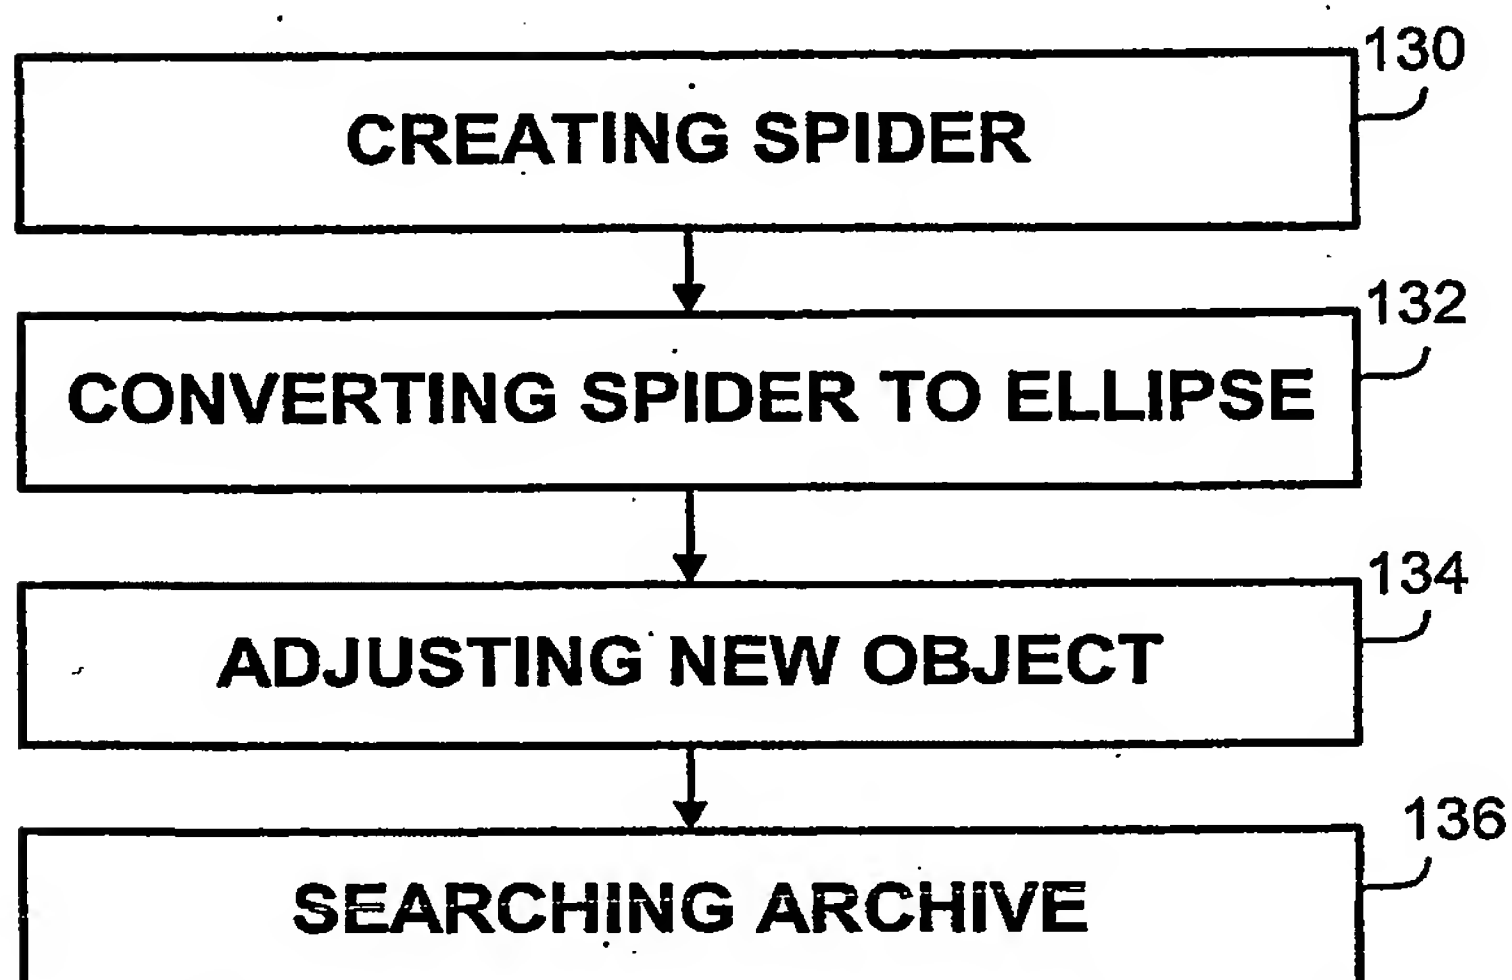 130
CREATING SPIDER
132
CONVERTING SPIDER TO ELLIPSE
134
ADJUSTING NEW OBJECT
136
SEARCHING ARCHIVE